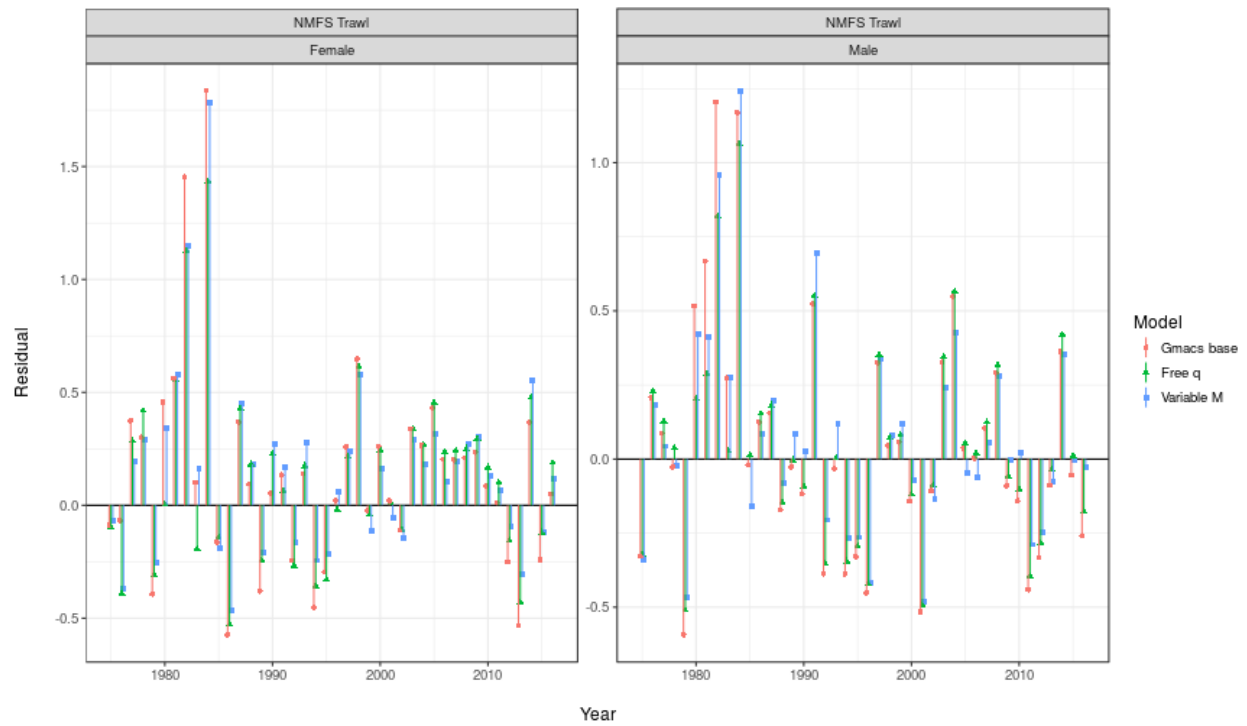 NMFS Trawl
Female
NMFS Trawl
Male
Residual
1.5
1.0
0.5
0.0
-0.5
1.0
0.5
0.0
-0.5
1980
1990
2000
2010
1980
1990
2000
2010
Year
Model
Gmacs base
Free q
Variable M